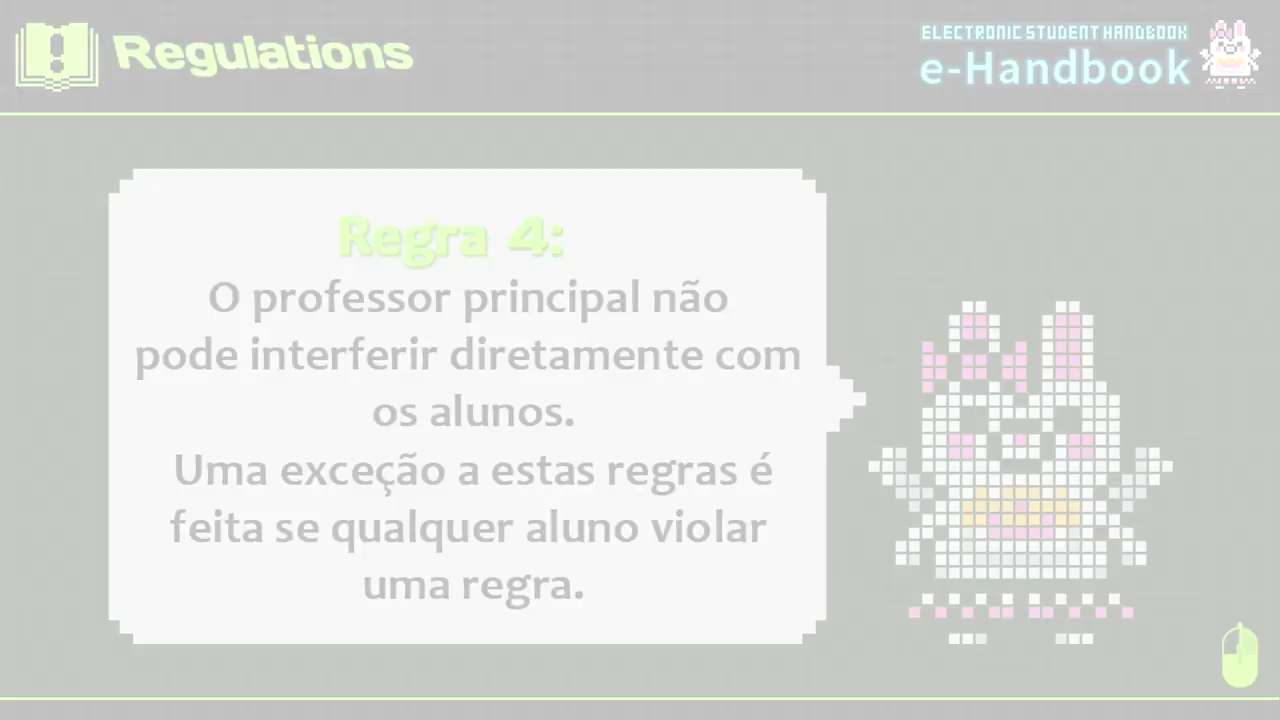 Regulations
ELECTRONIC STUDENT HANDBOOK
e-Handbook
Regra 4:
O professor principal não
pode interferir diretamente com
os alunos.
Uma exceção a estas regras é
feita se qualquer aluno violar
uma regra.